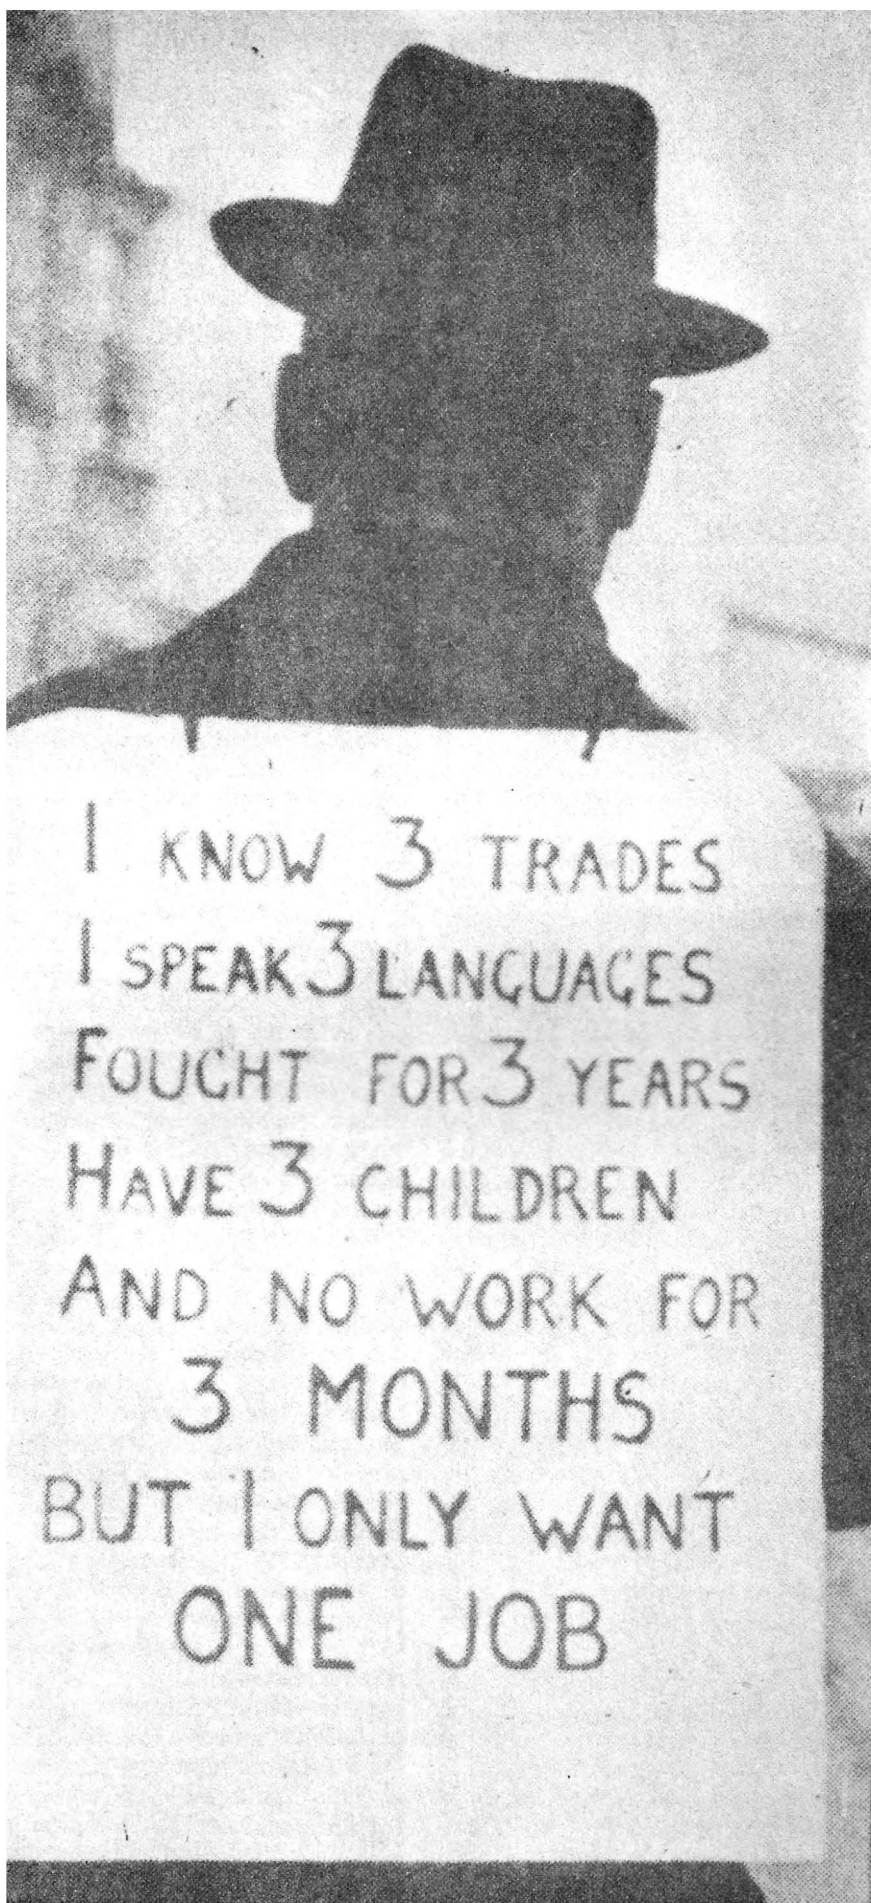 I KNOW 3 TRADES
I SPEAK 3 LANGUAGES
FOUGHT FOR 3 YEARS
HAVE 3 CHILDREN
AND NO WORK FOR
3 MONTHS
BUT I ONLY WANT
ONE JOB